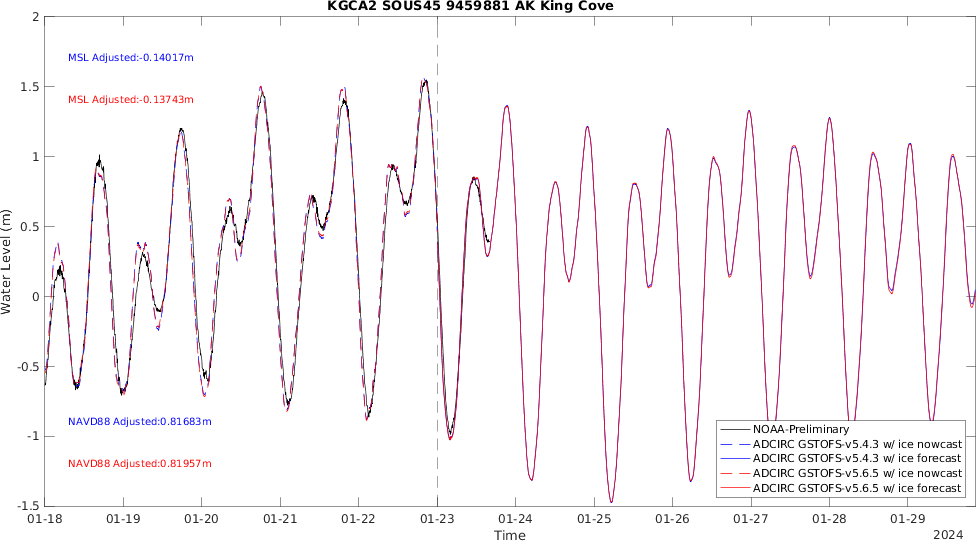 KGCA2 SOUS45 9459881 AK King Cove
2
1.5
1
0.5
0
-0.5
-1
-1.5
Water Level (m)
MSL Adjusted:-0.14017m
MSL Adjusted:-0.13743m
NAVD88 Adjusted:0.81683m
NAVD88 Adjusted:0.81957m
NOAA-Preliminary
ADCIRC GSTOFS-v5.4.3 w/ ice nowcast
ADCIRC GSTOFS-v5.4.3 w/ ice forecast
ADCIRC GSTOFS-v5.6.5 w/ ice nowcast
ADCIRC GSTOFS-v5.6.5 w/ ice forecast
01-18 01-19 01-20 01-21 01-22 01-23 01-24 01-25 01-26 01-27 01-28 01-29
Time
2024